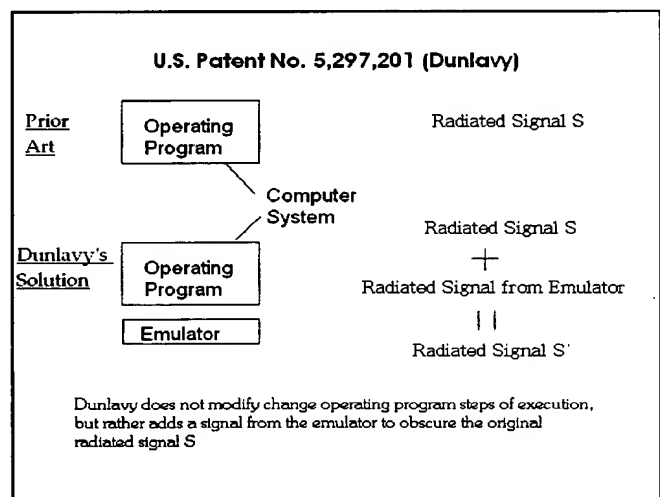 U.S. Patent No. 5,297,201 (Dunlavy)
Prior
Art
Operating
Program
Radiated Signal S
Computer
System
Dunlavy's
Solution
Operating
Program
Emulator
Radiated Signal S
+
Radiated Signal from Emulator
||
Radiated Signal S'
Dunlavy does not modify change operating program steps of execution,
but rather adds a signal from the emulator to obscure the original
radiated signal S